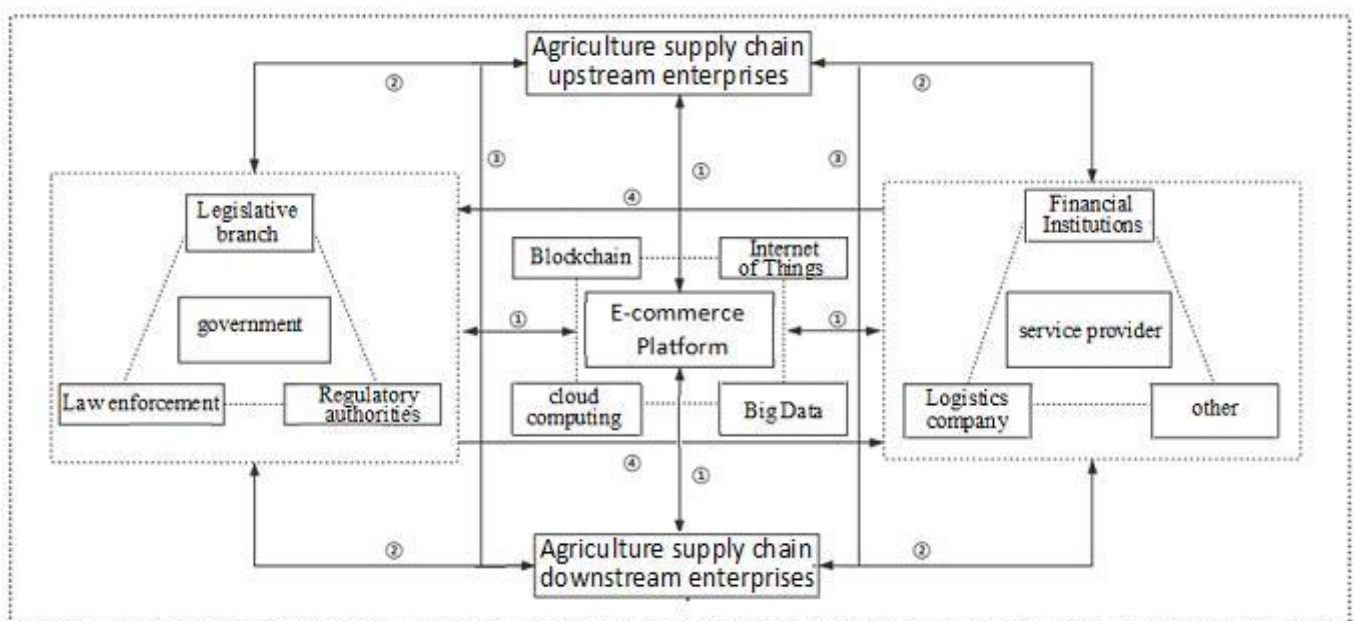 Agriculture supply chain
upstream enterprises
②
②
③
③
①
④
Legislative
branch
government
Law enforcement
Regulatory
authorities
Blockchain
Internet
of Things
①
E-commerce
Platform
①
cloud
computing
Big Data
Financial
Institutions
service provider
Logistics
company
other
④
①
②
②
Agriculture supply chain
downstream enterprises